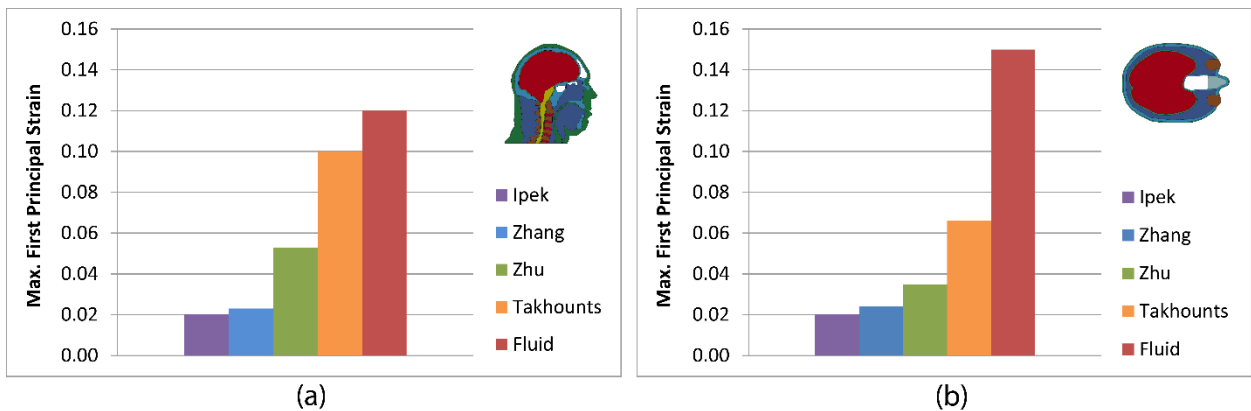 Max. First Principal Strain
0.16
0.14
0.12
0.10
0.08
0.06
0.04
0.02
0.00
Ipek
Zhang
Zhu
Takhounts
Fluid
(a)
Max. First Principal Strain
0.16
0.14
0.12
0.10
0.08
0.06
0.04
0.02
0.00
Ipek
Zhang
Zhu
Takhounts
Fluid
(b)